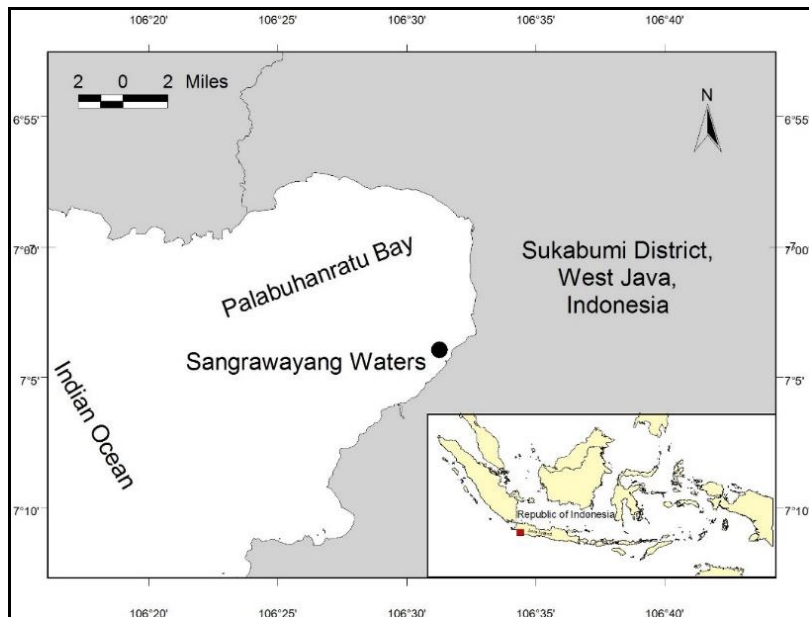 106°20' 106°25' 106°30' 106°35' 106°40'
2 0 2 Miles
N
6°55' 6°55'
7°00' 7°00'
Palabuhanratu Bay
Sukabumi District,
West Java,
Indonesia
Sangrawayang Waters
7°5' 7°5'
Indian Ocean
7°10' 7°10'
Republic of Indonesia
106°20' 106°25' 106°30' 106°35' 106°40'